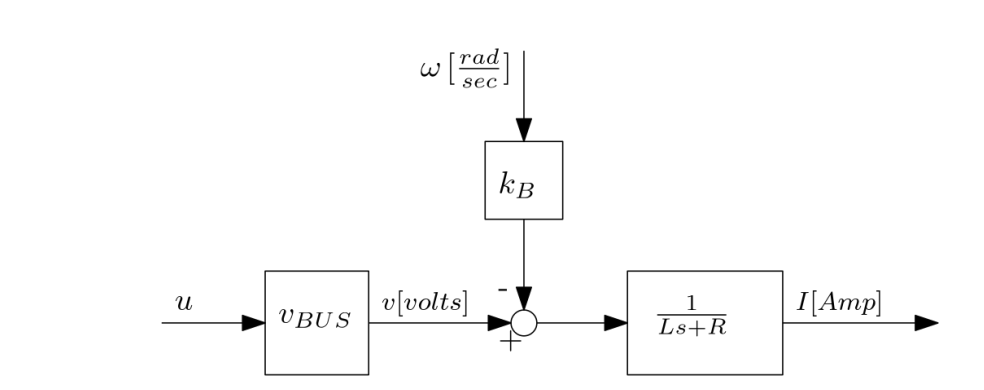 ω [rad/sec]
k_B
u
v_BUS
v[volts]
-
+
1/(Ls+R)
I[Amp]